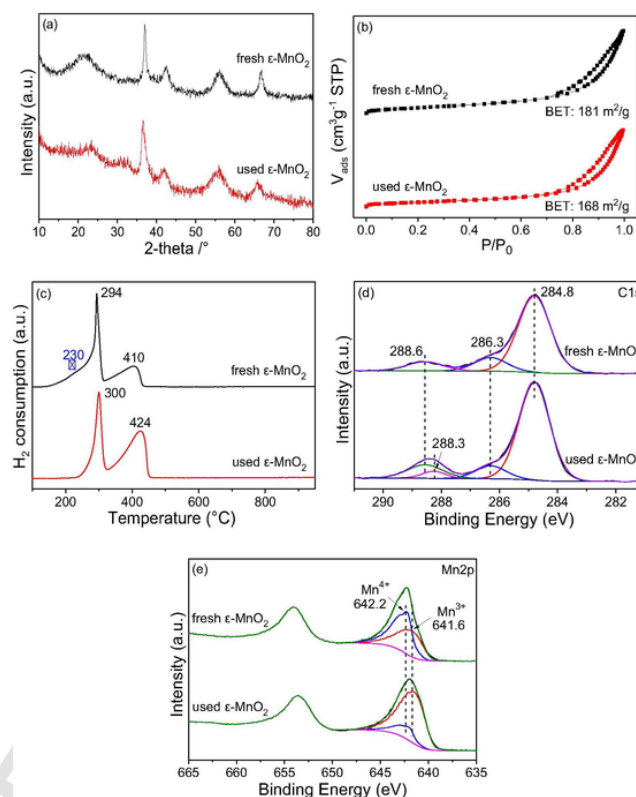 (a)
fresh ε-MnO2
used ε-MnO2
Intensity (a.u.)
10 20 30 40 50 60 70 80
2-theta /°
(b)
fresh ε-MnO2
BET: 181 m2/g
used ε-MnO2
BET: 168 m2/g
Vads (cm3g-1 STP)
0.0 0.2 0.4 0.6 0.8 1.0
P/P0
(c)
294
230
410
fresh ε-MnO2
300
424
used ε-MnO2
H2 consumption (a.u.)
200 400 600 800
Temperature (°C)
(d)
C1s
284.8
286.3
288.6
fresh ε-MnO
288.3
used ε-MnO
Intensity (a.u.)
290 288 286 284 282
Binding Energy (eV)
(e)
Mn2p
Mn4+
642.2
Mn3+
641.6
fresh ε-MnO2
used ε-MnO2
Intensity (a.u.)
665 660 655 650 645 640 635
Binding Energy (eV)